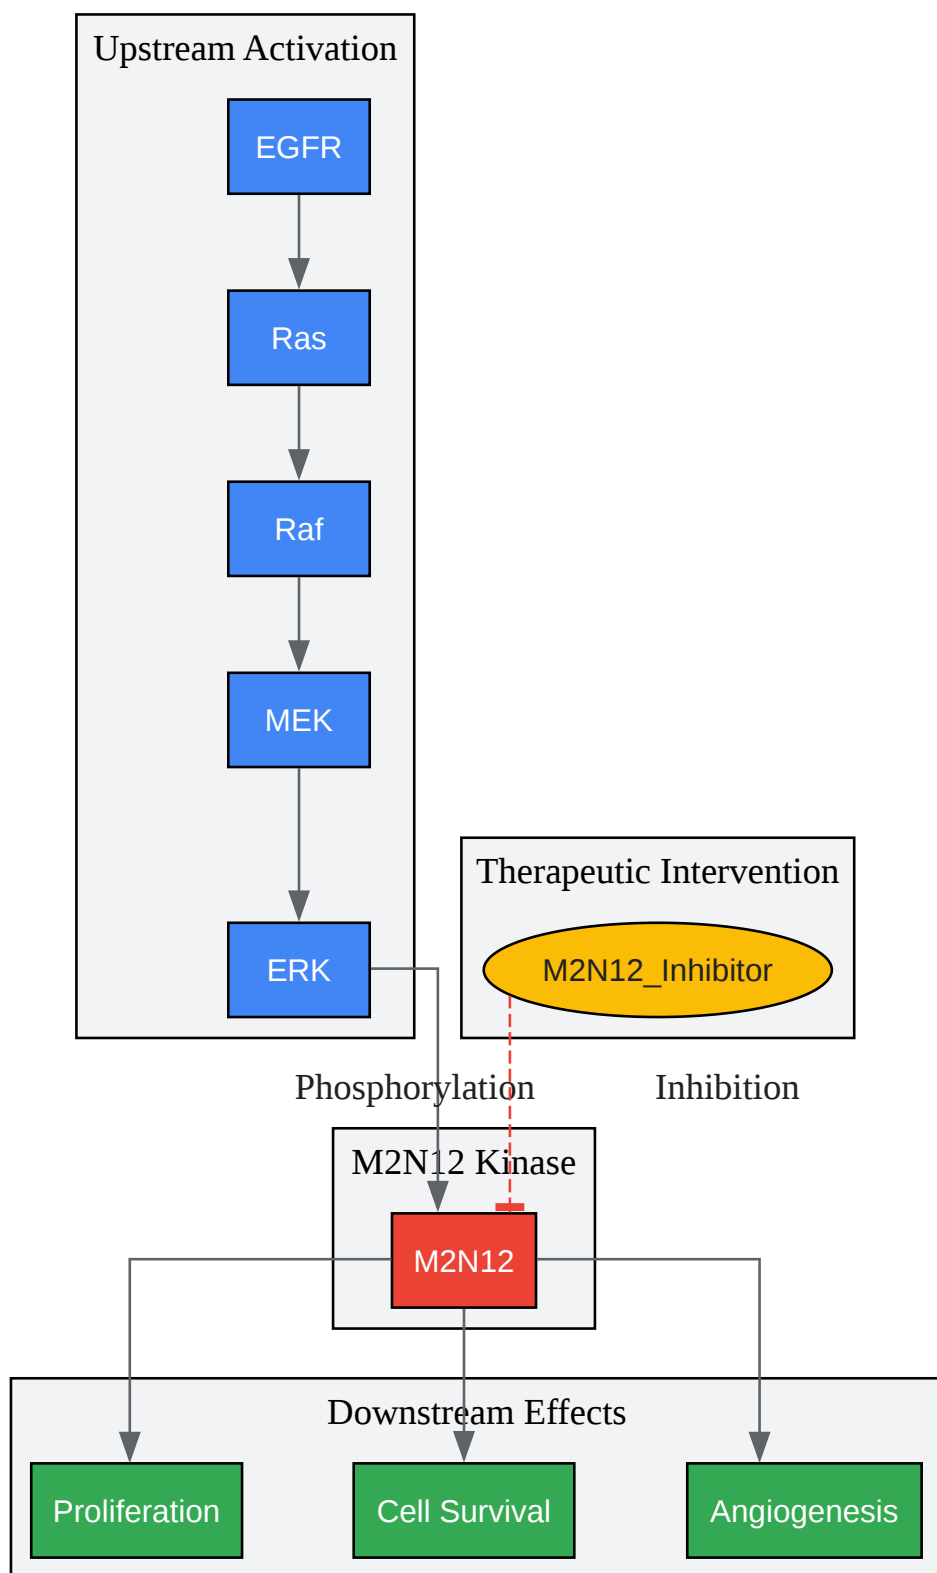 Upstream Activation
EGFR
Ras
Raf
MEK
Therapeutic Intervention
ERK
M2N12_Inhibitor
Phosphorylation
Inhibition
M2N12 Kinase
M2N12
Downstream Effects
Proliferation
Cell Survival
Angiogenesis